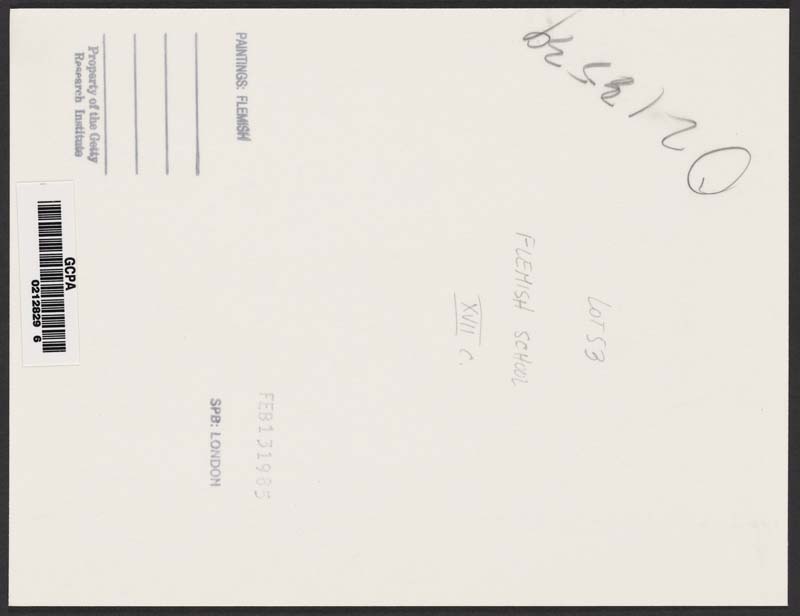 LOT 53
FLEMISH SCHOOL
XVII C.
FEB 13 1985
SPB: LONDON
PAINTINGS: FLEMISH
Property of the Getty
Research Institute
GCPA
0212829 6